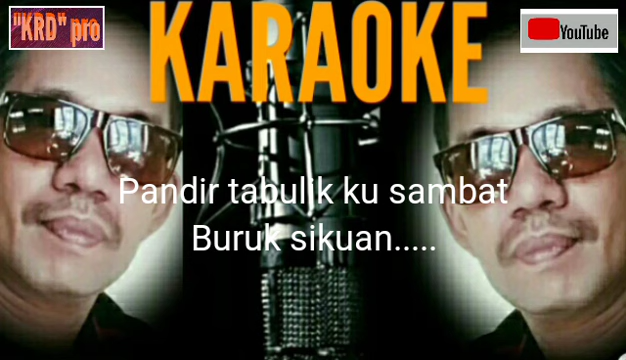 "KRD" pro
KARAOKE
YouTube
Pandir tabulik ku sambat
Buruk sikuan.....